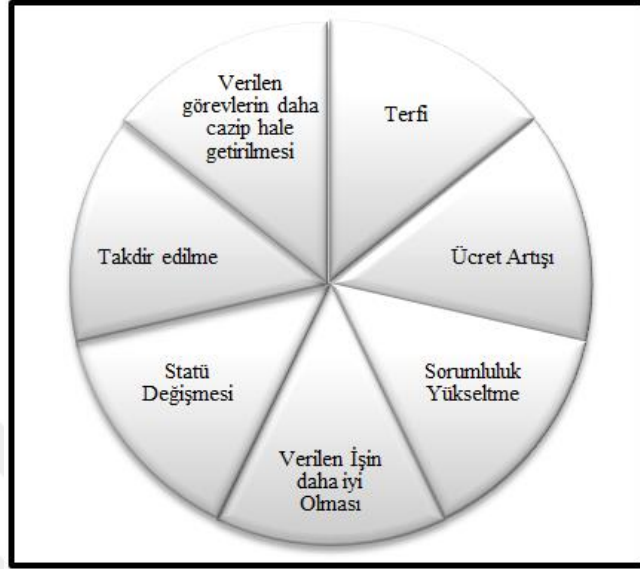 Verilen
görevlerin daha
cazip hale
getirilmesi
Terfi
Takdir edilme
Ücret Artışı
Statü
Değişmesi
Sorumluluk
Yükseltme
Verilen İşin
daha iyi
Olması